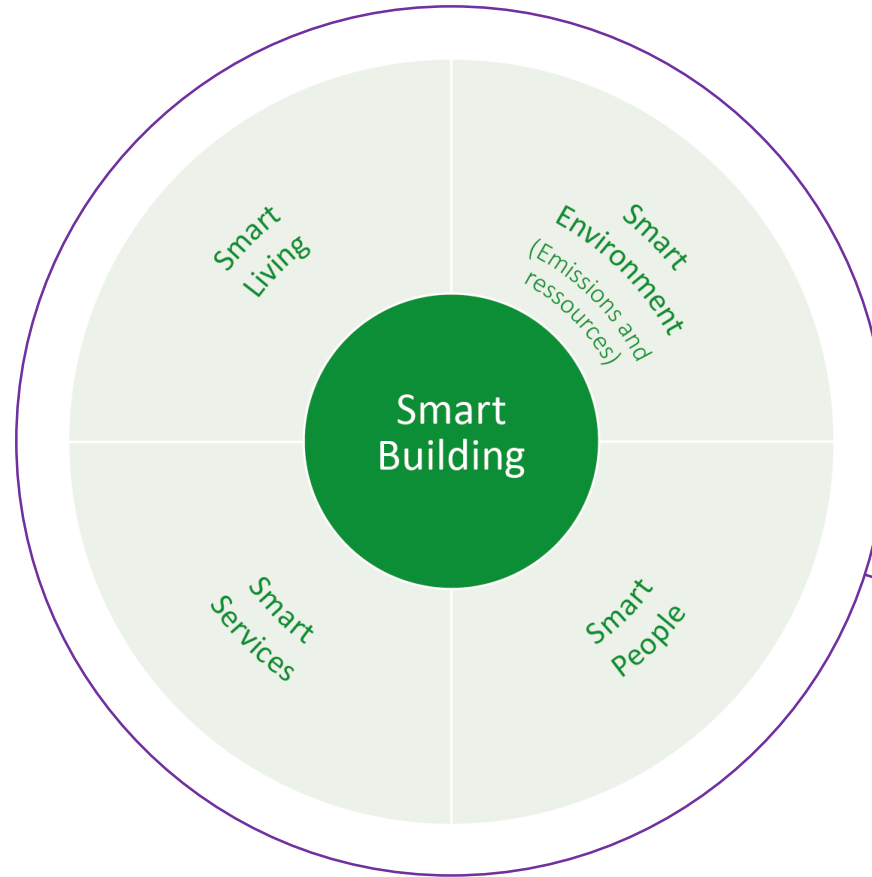 Smart
Living
Smart
Environment
(Emissions and
ressources)
Smart
Building
Smart
Services
Smart
People